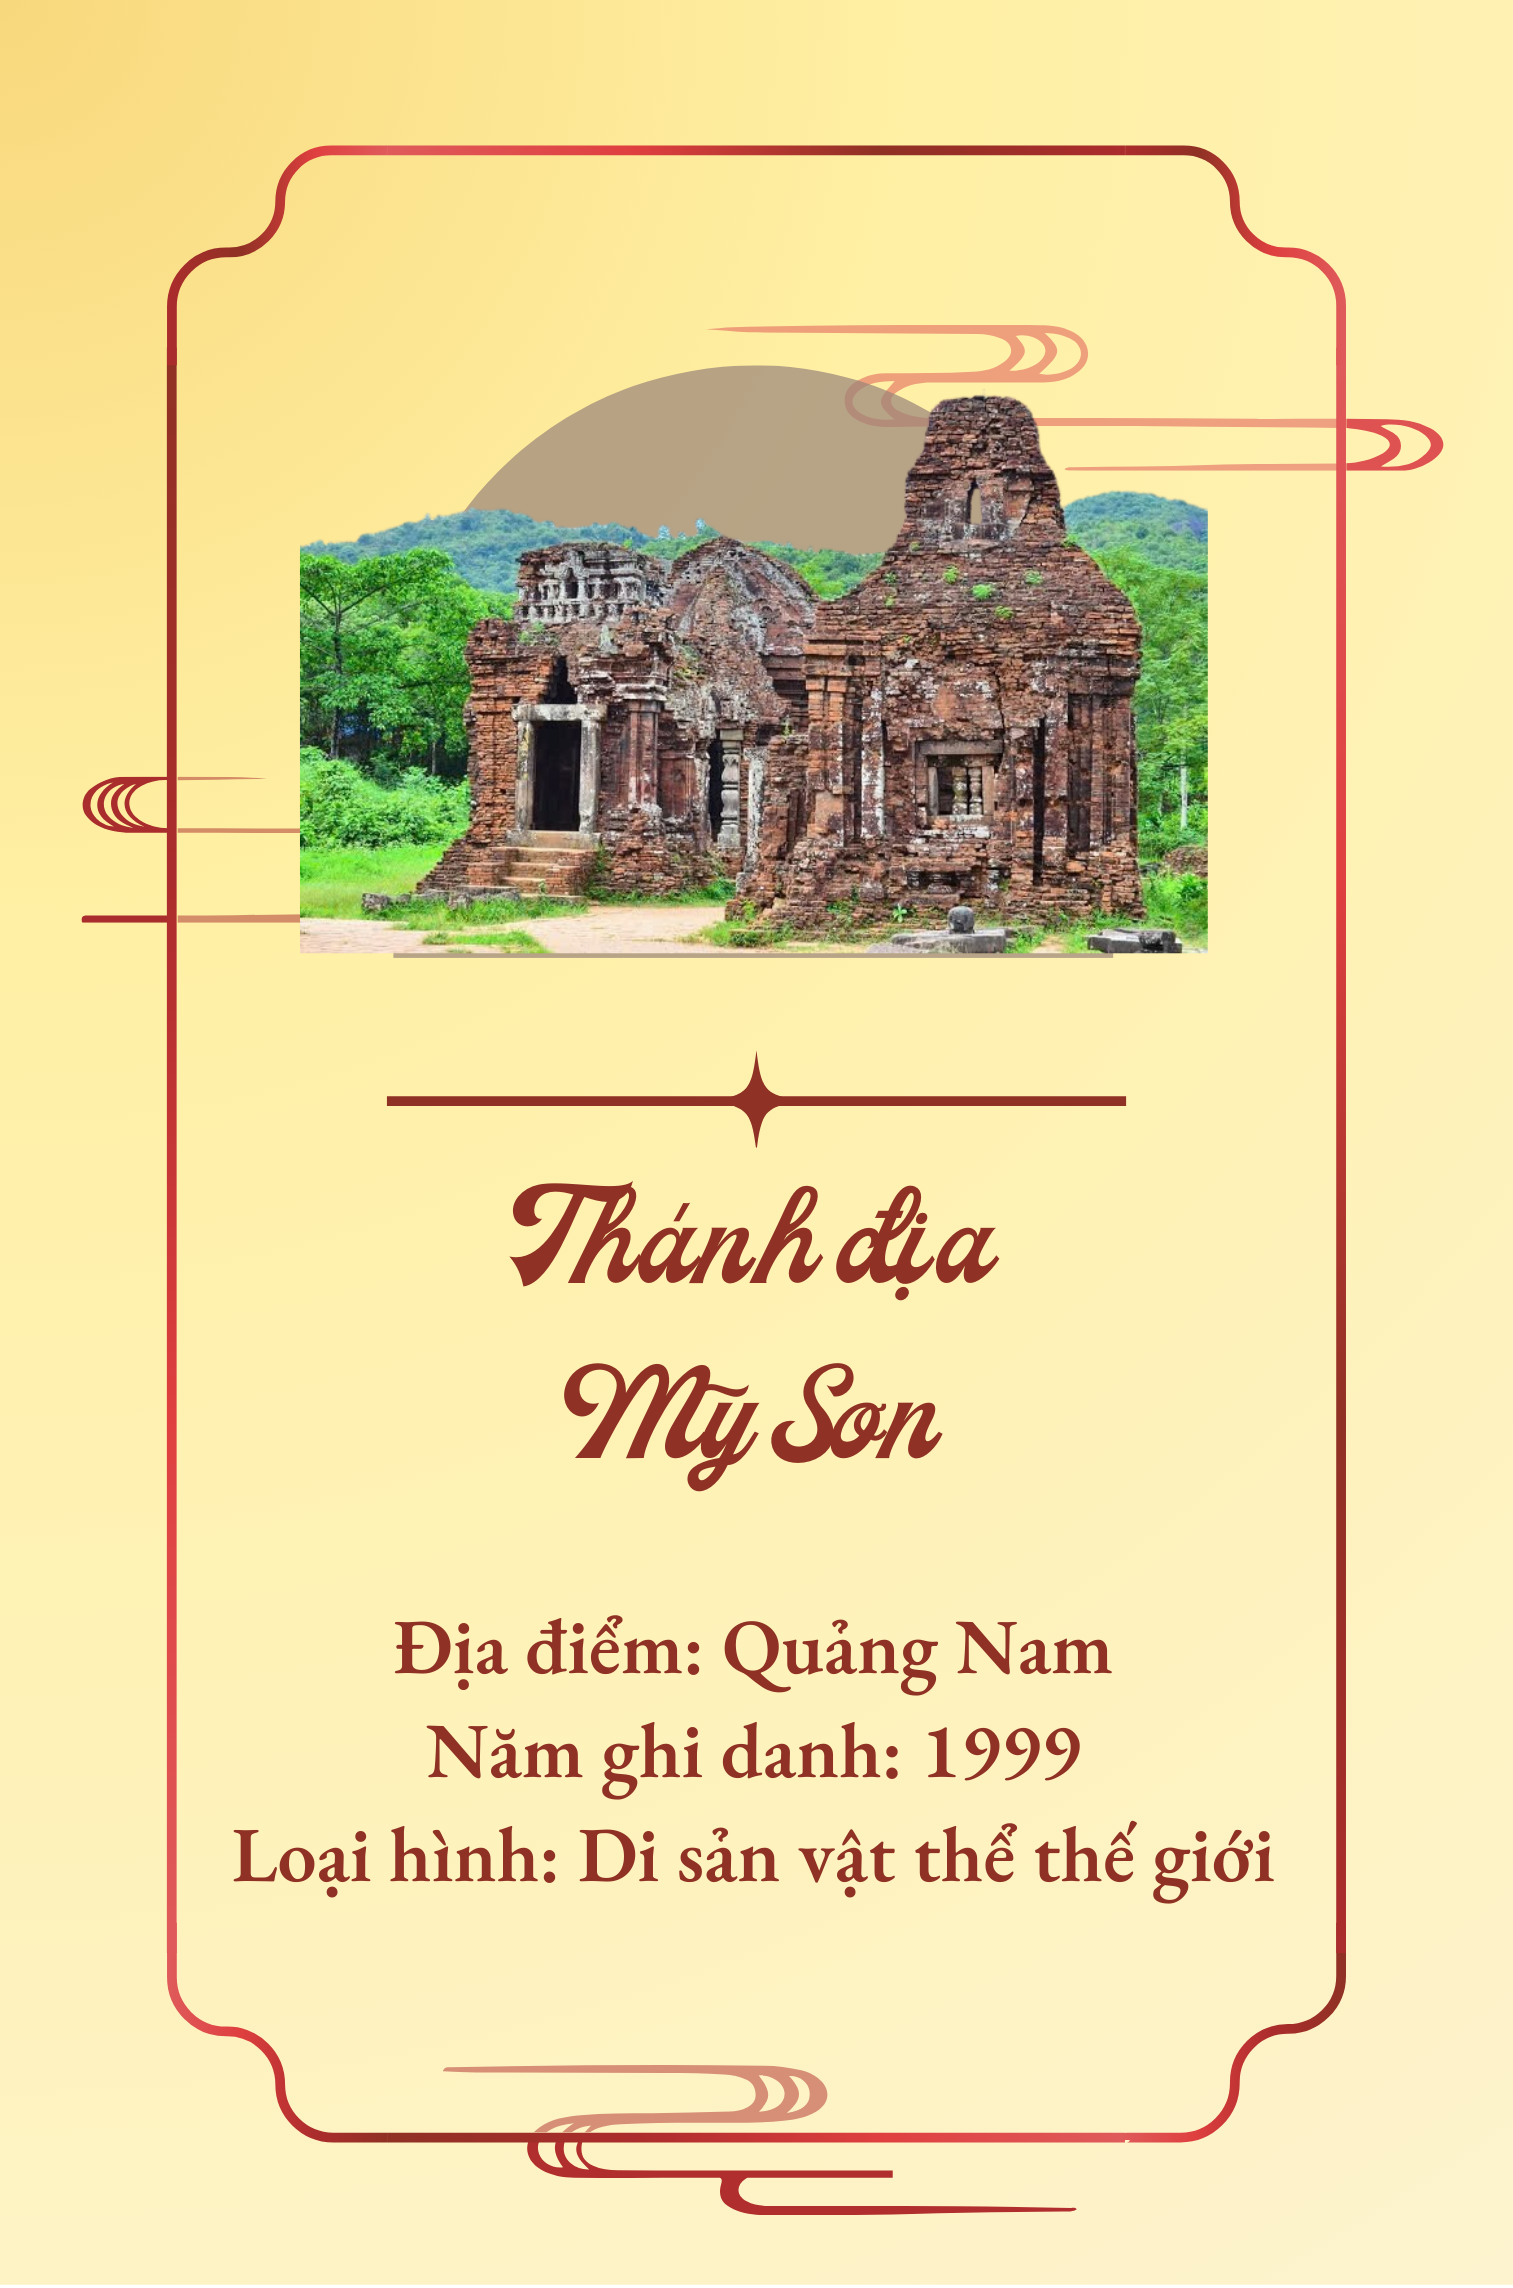 Thánh địa
Mỹ Sơn
Địa điểm: Quảng Nam
Năm ghi danh: 1999
Loại hình: Di sản vật thể thế giới